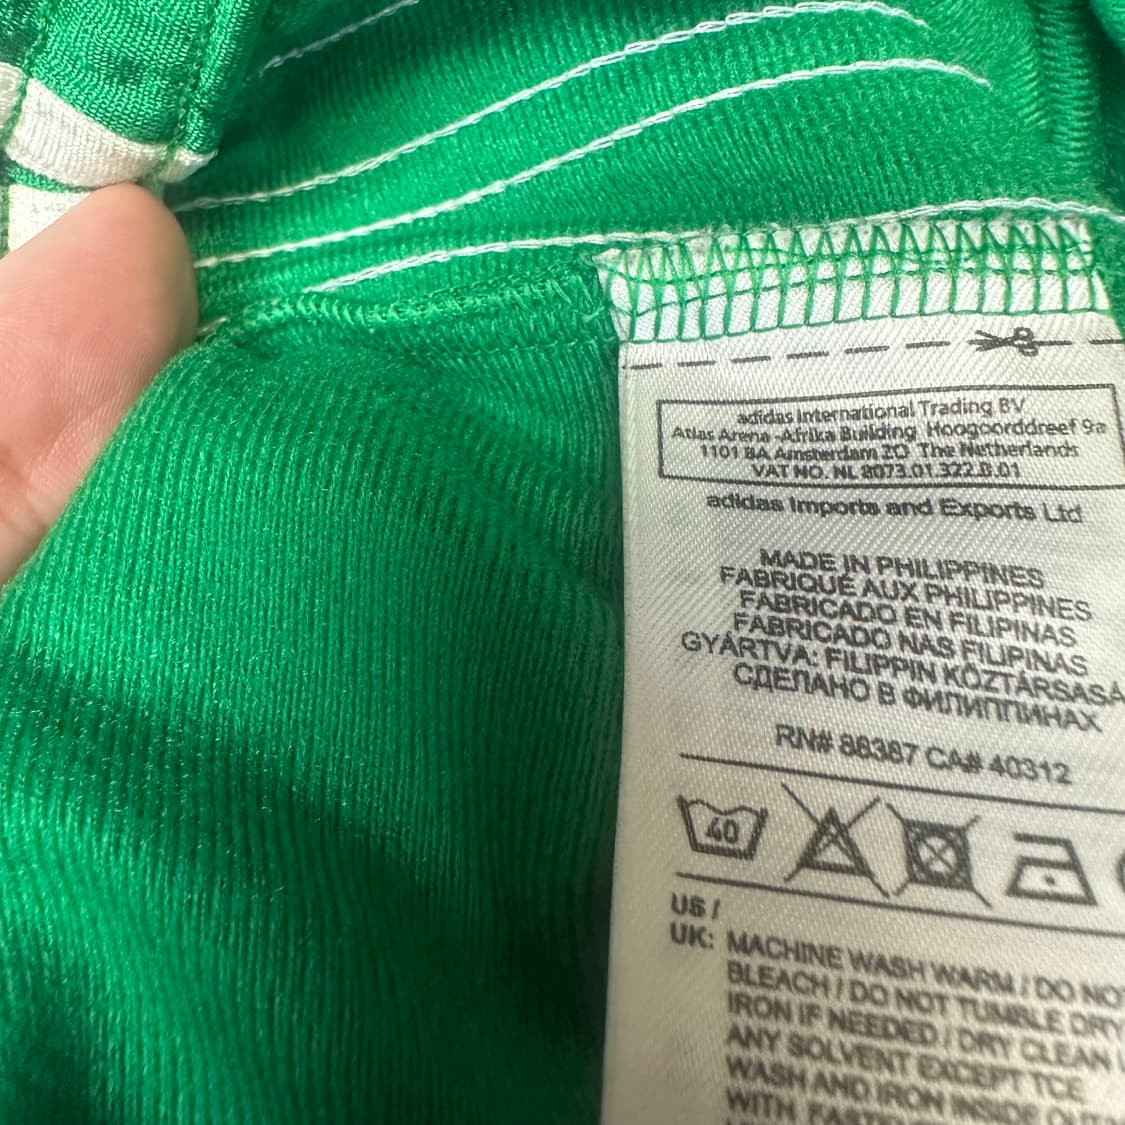 adidas International Trading BV
Atlas Arena -Afrika Building Hoogoorddreef 9a
1101 BA Amsterdam ZO The Netherlands
VAT NO. NL 8073.01.322.B.01
adidas Imports and Exports Ltd
MADE IN PHILIPPINES
FABRIQUÉ AUX PHILIPPINES
FABRICADO EN FILIPINAS
FABRICADO NAS FILIPINAS
GYÁRTVA: FILIPPIN KÖZTÁRSASÁ
СДЕЛАНО В ФИЛИППИНАХ
RN# 88387 CA# 40312
40
US /
UK: MACHINE WASH WARM / DO NOT
BLEACH / DO NOT TUMBLE DRY
IRON IF NEEDED / DRY CLEAN
ANY SOLVENT EXCEPT TCE
WASH AND IRON INSIDE OUT
WITH